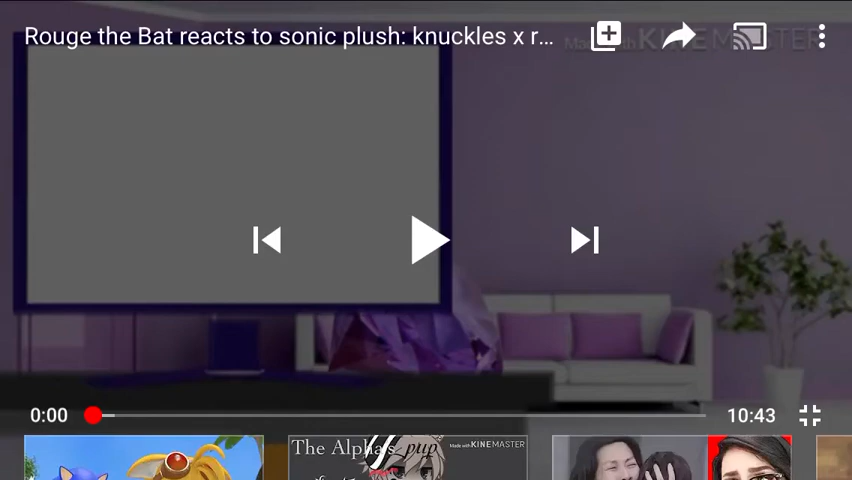 Rouge the Bat reacts to sonic plush: knuckles x r...
Made with KINEMASTER
0:00
10:43
The Alpha's pup
Made with KINEMASTER